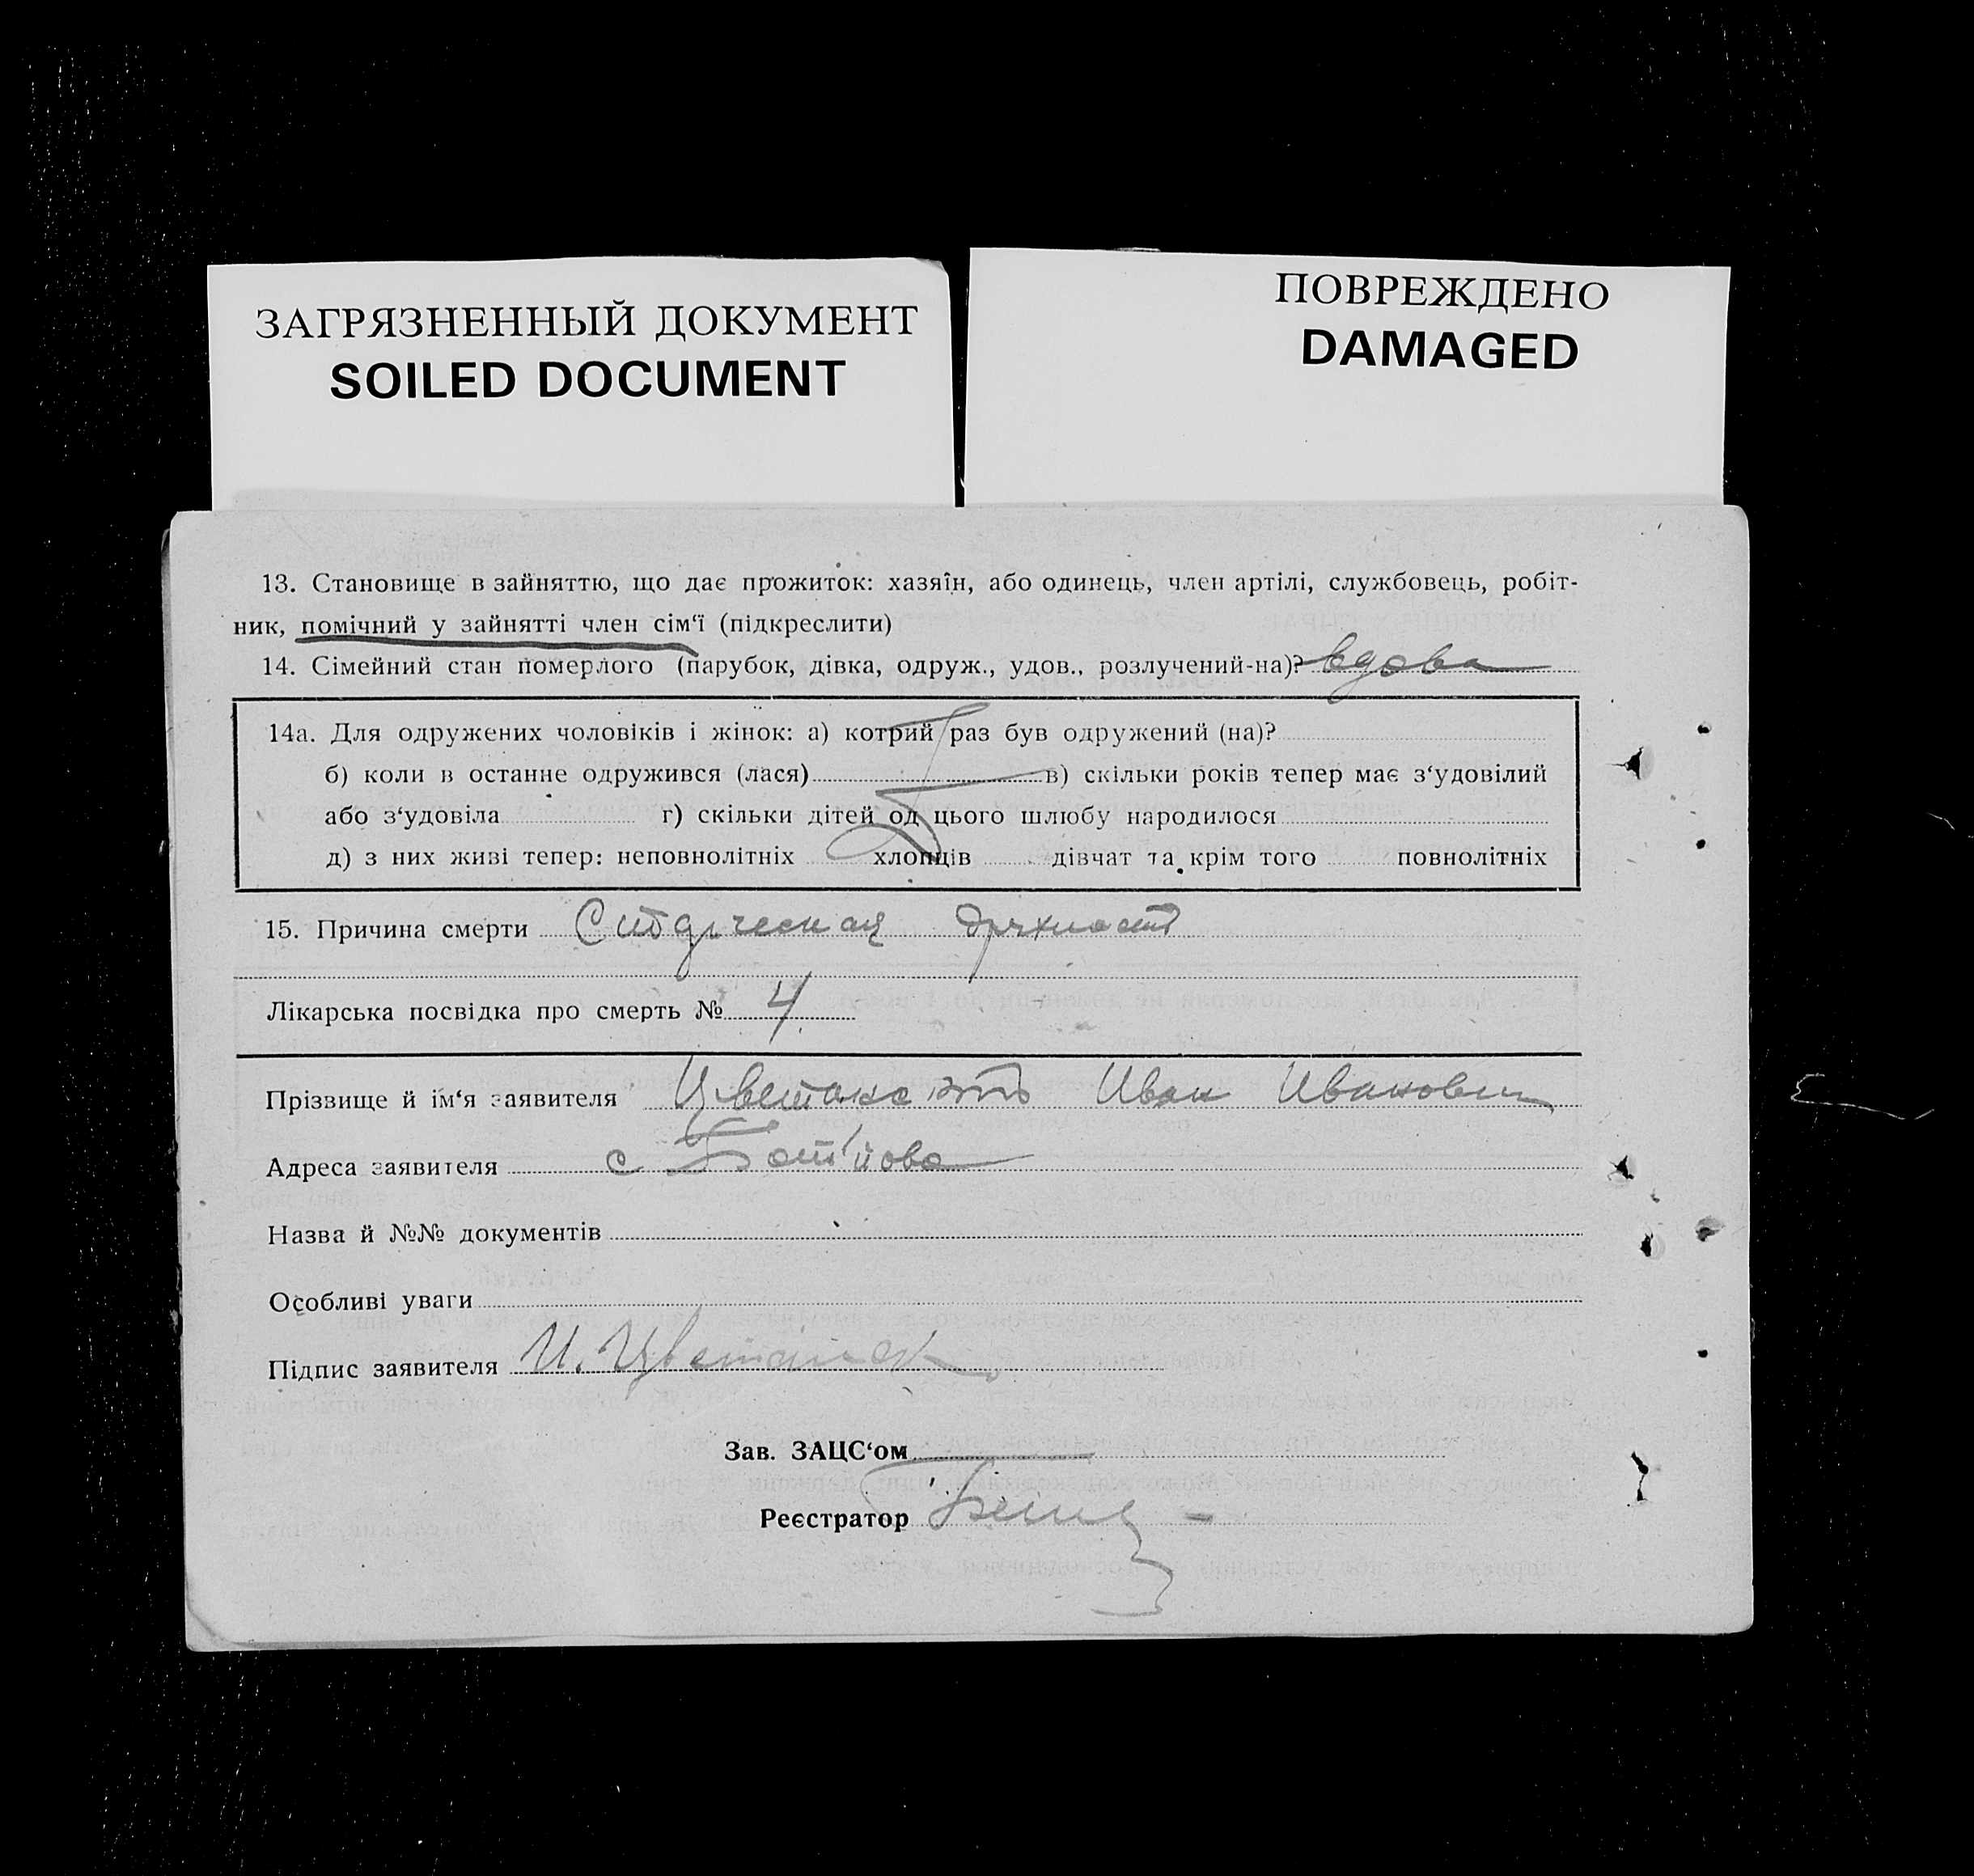 ЗАГРЯЗНЕННЫЙ ДОКУМЕНТ
SOILED DOCUMENT
ПОВРЕЖДЕНО
DAMAGED
13. Становище в зайняттю, що дає прожиток: хазяїн, або одинець, член артілі, службовець, робіт-
ник, помічний у зайнятті член сім‘ї (підкреслити)
14. Сімейний стан померлого (парубок, дівка, одруж., удов., розлучений-на)? вдова
14а. Для одружених чоловіків і жінок: а) котрий раз був одружений (на)?
б) коли в останне одружився (лася) в) скільки років тепер має з‘удовілий
або з‘удовіла г) скільки дітей од цього шлюбу народилося
д) з них живі тепер: неповнолітніх хлопців дівчат та крім того повнолітніх
15. Причина смерти
Лікарська посвідка про смерть № 4
Прізвище й ім‘я заявителя Иван Иванович
Адреса заявителя с
Назва й №№ документів
Особливі уваги
Підпис заявителя И.
Зав. ЗАЦС‘ом
Реєстратор